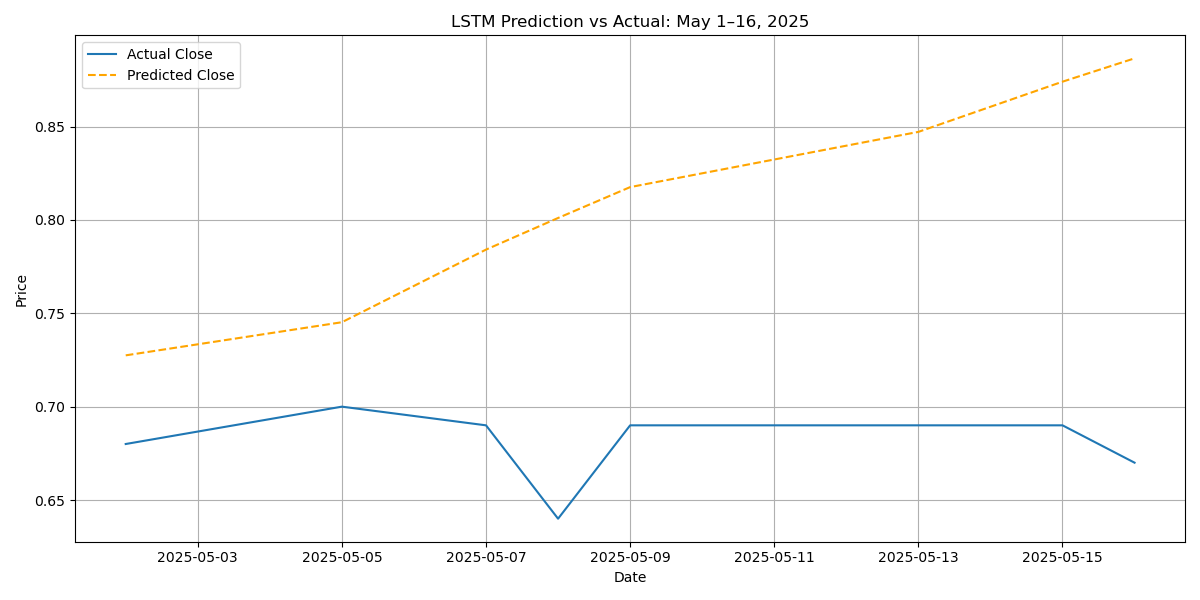 LSTM Prediction vs Actual: May 1–16, 2025
Actual Close
Predicted Close
Price
0.85
0.80
0.75
0.70
0.65
2025-05-03
2025-05-05
2025-05-07
2025-05-09
2025-05-11
2025-05-13
2025-05-15
Date